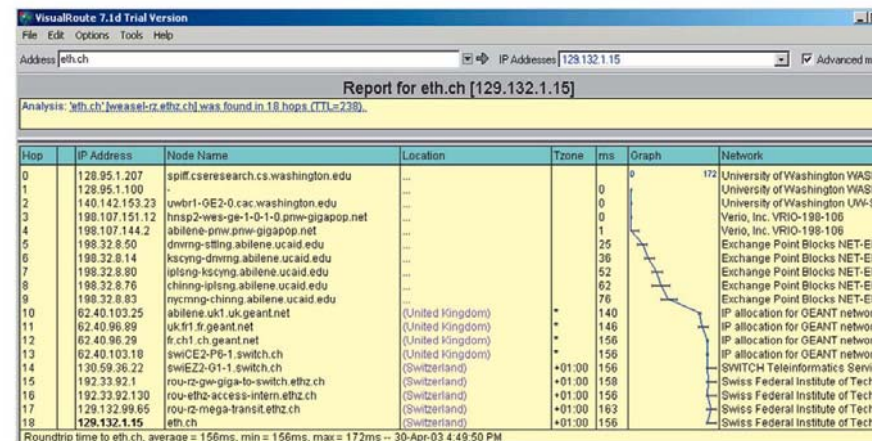 VisualRoute 7.1d Trial Version
File Edit Options Tools Help
Address eth.ch IP Addresses 129.132.1.15 Advanced
Report for eth.ch [129.132.1.15]
Analysis: 'eth.ch' [weasel-rz.ethz.ch] was found in 18 hops (TTL=238).
Hop IP Address Node Name Location Tzone ms Graph Network
0 128.95.1.207 spiff.cseresearch.cs.washington.edu ... 0 172 University of Washington
1 128.95.1.100 - ... 0 University of Washington
2 140.142.153.23 uwbr1-GE2-0.cac.washington.edu ... 0 University of Washington
3 198.107.151.12 hnsp2-wes-ge-1-0-1-0.pnw-gigapop.net ... 0 Verio, Inc. VRIO-198-106
4 198.107.144.2 abilene-pnw.pnw-gigapop.net ... 1 Verio, Inc. VRIO-198-106
5 198.32.8.50 dnvrng-sttlng.abilene.ucaid.edu ... 25 Exchange Point Blocks
6 198.32.8.14 kscyng-dnvrng.abilene.ucaid.edu ... 36 Exchange Point Blocks
7 198.32.8.80 iplsng-kscyng.abilene.ucaid.edu ... 52 Exchange Point Blocks
8 198.32.8.76 chinng-iplsng.abilene.ucaid.edu ... 62 Exchange Point Blocks
9 198.32.8.83 nycmng-chinng.abilene.ucaid.edu ... 76 Exchange Point Blocks
10 62.40.103.25 abilene.uk1.uk.geant.net (United Kingdom) * 140 IP allocation for GEANT
11 62.40.96.89 uk.fr1.fr.geant.net (United Kingdom) * 146 IP allocation for GEANT
12 62.40.96.29 fr.ch1.ch.geant.net (United Kingdom) * 156 IP allocation for GEANT
13 62.40.103.18 swiCE2-P6-1.switch.ch (United Kingdom) * 156 IP allocation for GEANT
14 130.59.36.22 swiEZ2-G1-1.switch.ch (Switzerland) +01:00 156 SWITCH Teleinformatics
15 192.33.92.1 rou-rz-gw-giga-to-switch.ethz.ch (Switzerland) +01:00 158 Swiss Federal Institute of
16 192.33.92.130 rou-ethz-access-intern.ethz.ch (Switzerland) +01:00 156 Swiss Federal Institute of
17 129.132.99.65 rou-rz-mega-transit.ethz.ch (Switzerland) +01:00 163 Swiss Federal Institute of
18 129.132.1.15 eth.ch (Switzerland) +01:00 156 Swiss Federal Institute of
Roundtrip time to eth.ch, average = 156ms, min = 156ms, max = 172ms -- 30-Apr-03 4:49:50 PM